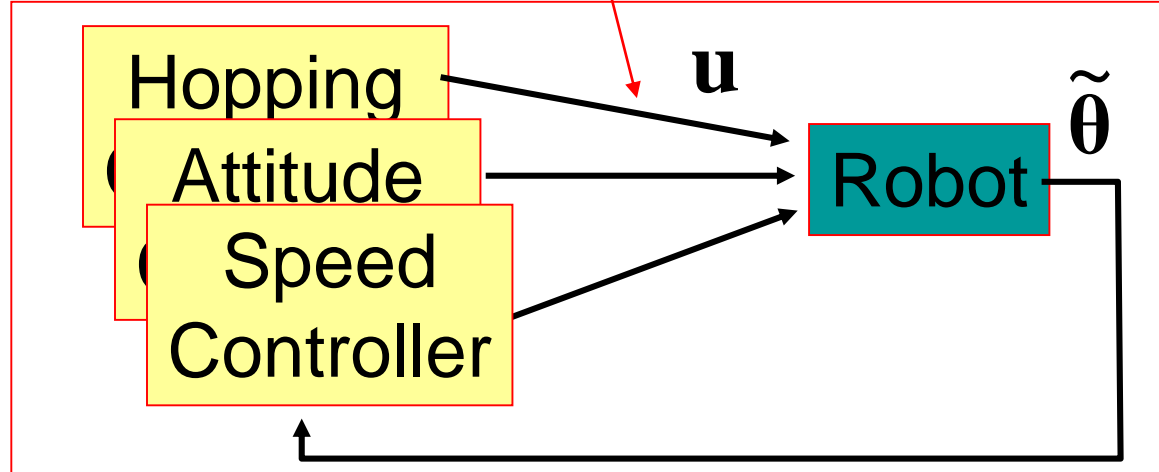 Hopping
Attitude
Speed
Controller
u
Robot
θ̃